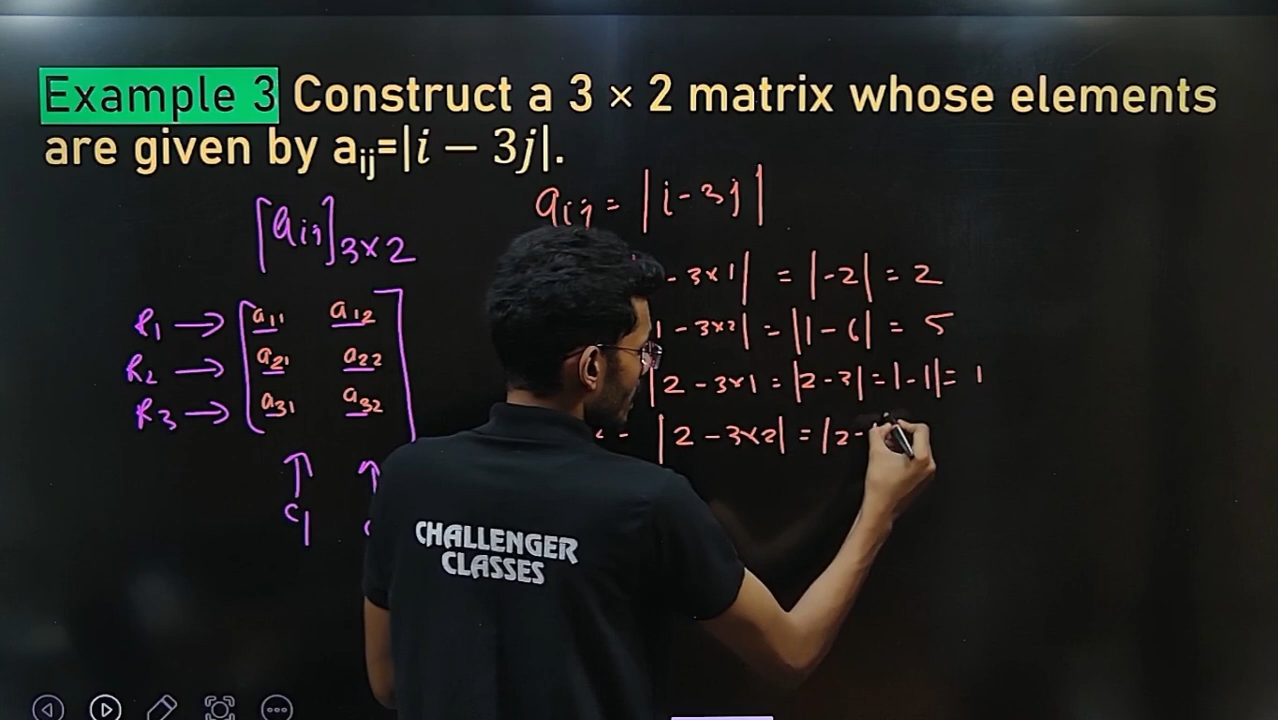 Example 3 Construct a 3 × 2 matrix whose elements
are given by aij=|i − 3j|.
[aij]3×2
aij = |i-3j|
R1 → [a11 a12]
R2 → a21 a22
R3 → a31 a32
↑ ↑
C1
- 3×1| = |-2| = 2
1 - 3×2| = |1-6| = 5
|2 - 3×1 = |2-3| = |-1| = 1
|2 - 3×2| = |2-
CHALLENGER
CLASSES